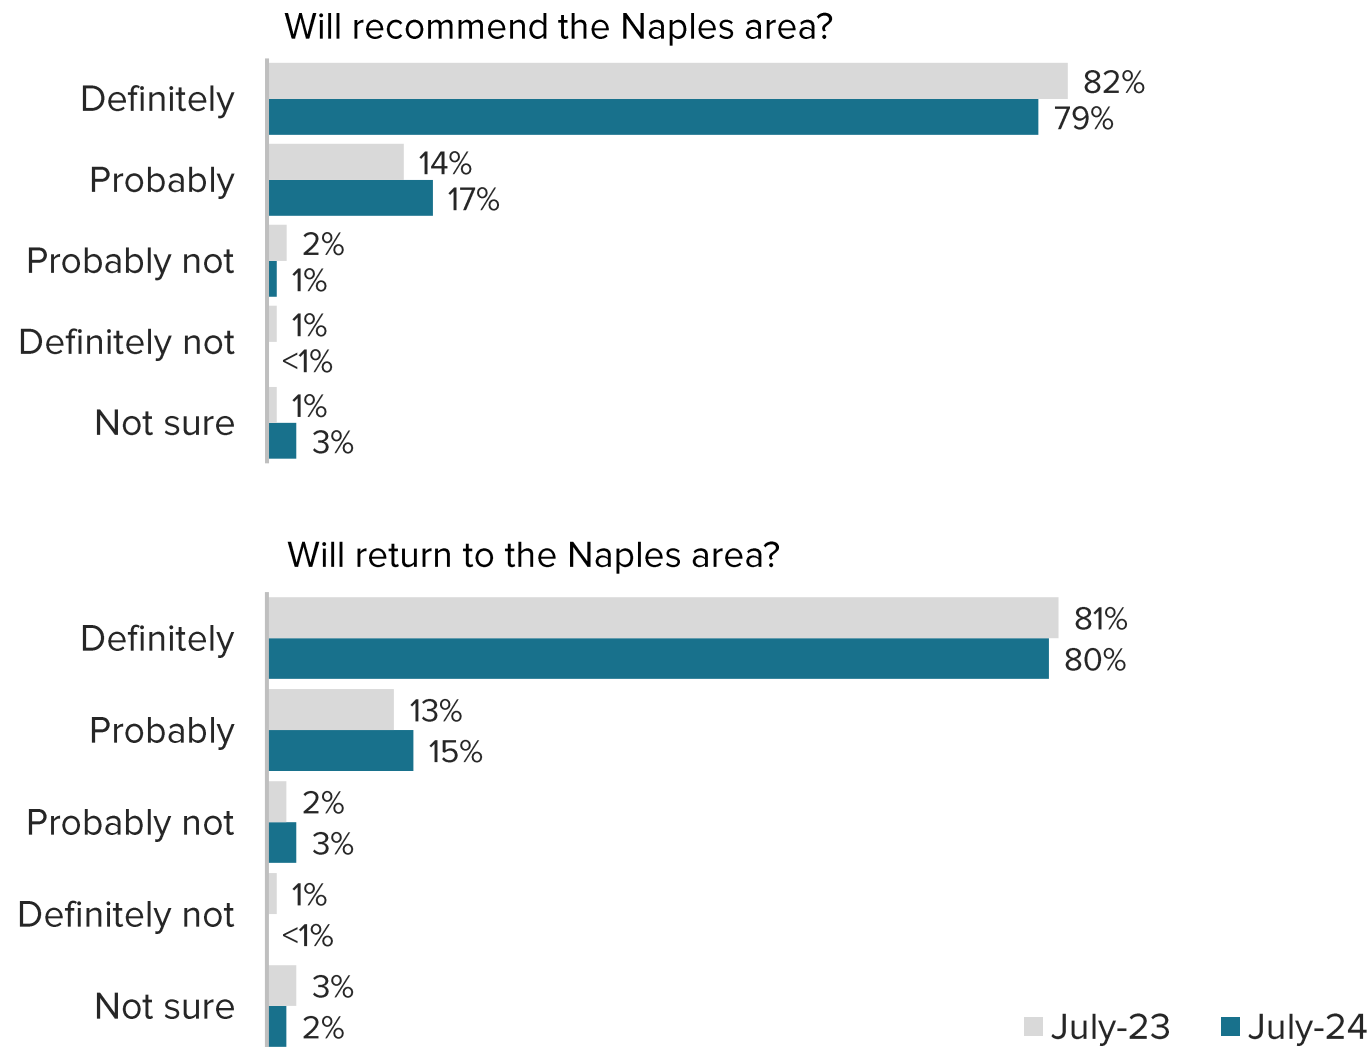 Will recommend the Naples area?
Definitely
82%
79%
Probably
14%
17%
Probably not
2%
1%
Definitely not
1%
<1%
Not sure
1%
3%
Will return to the Naples area?
Definitely
81%
80%
Probably
13%
15%
Probably not
2%
3%
Definitely not
1%
<1%
Not sure
3%
2%
July-23 July-24